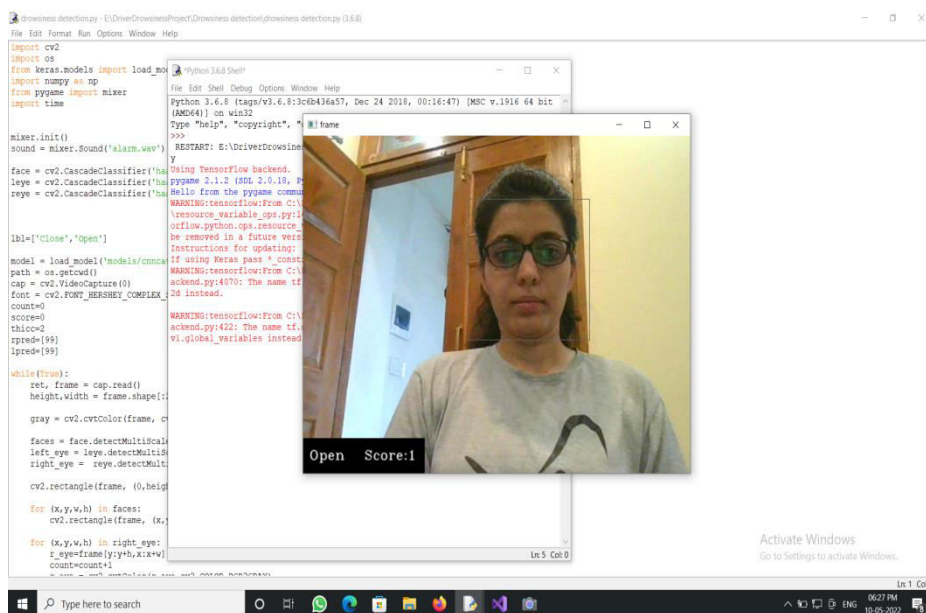 drowsiness detection.py - E:\DriverDrowsinessProject\Drowsiness detection\drowsiness detection.py (3.6.8)
File Edit Format Run Options Window Help
import cv2
import os
from keras.models import load_mo
import numpy as np
from pygame import mixer
import time
mixer.init()
sound = mixer.Sound('alarm.wav')
face = cv2.CascadeClassifier('haa
leye = cv2.CascadeClassifier('haa
reye = cv2.CascadeClassifier('haa
lbl=['Close','Open']
model = load_model('models/cnnca
path = os.getcwd()
cap = cv2.VideoCapture(0)
font = cv2.FONT_HERSHEY_COMPLEX_
count=0
score=0
thicc=2
rpred=[99]
lpred=[99]
while(True):
ret, frame = cap.read()
height,width = frame.shape[:
gray = cv2.cvtColor(frame, cv
faces = face.detectMultiScale
left_eye = leye.detectMultiS
right_eye = reye.detectMult
cv2.rectangle(frame, (0,heigh
for (x,y,w,h) in faces:
cv2.rectangle(frame, (x,y
for (x,y,w,h) in right_eye:
r_eye=frame[y:y+h,x:x+w]
count=count+1
*Python 3.6.8 Shell*
File Edit Shell Debug Options Window Help
Python 3.6.8 (tags/v3.6.8:3c6b436a57, Dec 24 2018, 00:16:47) [MSC v.1916 64 bit
(AMD64)] on win32
Type "help", "copyright", "
>>>
RESTART: E:\DriverDrowsine
y
Using TensorFlow backend.
pygame 2.1.2 (SDL 2.0.18, P
Hello from the pygame commu
WARNING:tensorflow:From C:\
\resource_variable_ops.py:1
orflow.python.ops.resource_
be removed in a future vers
Instructions for updating:
If using Keras pass *_const
WARNING:tensorflow:From C:\
ackend.py:4070: The name tf
2d instead.
WARNING:tensorflow:From C:\
ackend.py:422: The name tf.
v1.global_variables instead
Ln: 5 Col: 0
frame
Open Score:1
Activate Windows
Go to Settings to activate Windows.
Ln: 1 Co
Type here to search
ENG
06:27 PM
10-05-2022